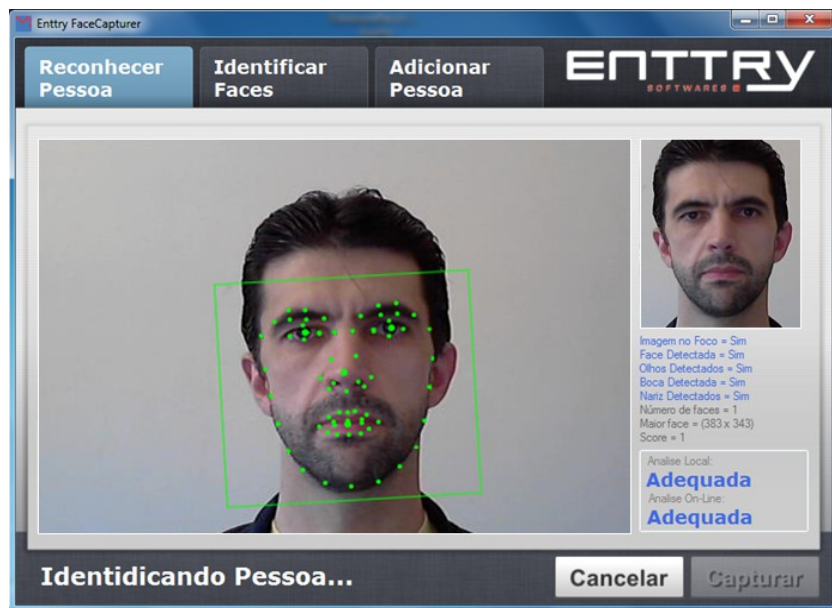 Enttry FaceCapturer
Reconhecer
Pessoa
Identificar
Faces
Adicionar
Pessoa
ENTTRY
SOFTWARES
Imagem no Foco = Sim
Face Detectada = Sim
Olhos Detectados = Sim
Boca Detectada = Sim
Nariz Detectados = Sim
Número de faces = 1
Maior face = (383 x 343)
Score = 1
Analise Local:
Adequada
Analise On-Line:
Adequada
Identidicando Pessoa...
Cancelar
Capturar